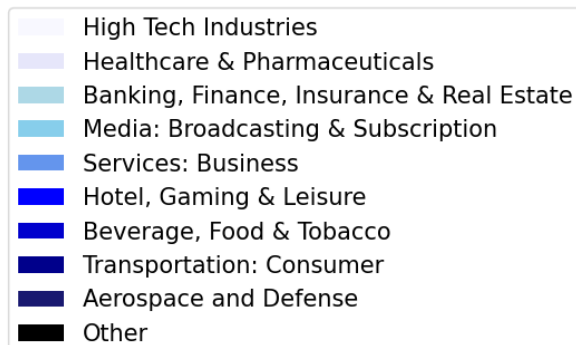 High Tech Industries
Healthcare & Pharmaceuticals
Banking, Finance, Insurance & Real Estate
Media: Broadcasting & Subscription
Services: Business
Hotel, Gaming & Leisure
Beverage, Food & Tobacco
Transportation: Consumer
Aerospace and Defense
Other